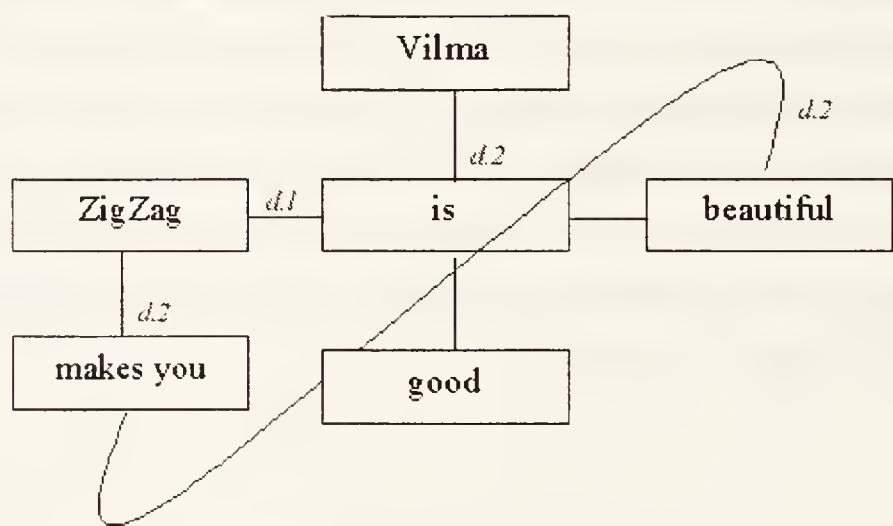 Vilma
d.2
d.2
ZigZag
d.1
is
beautiful
d.2
makes you
good